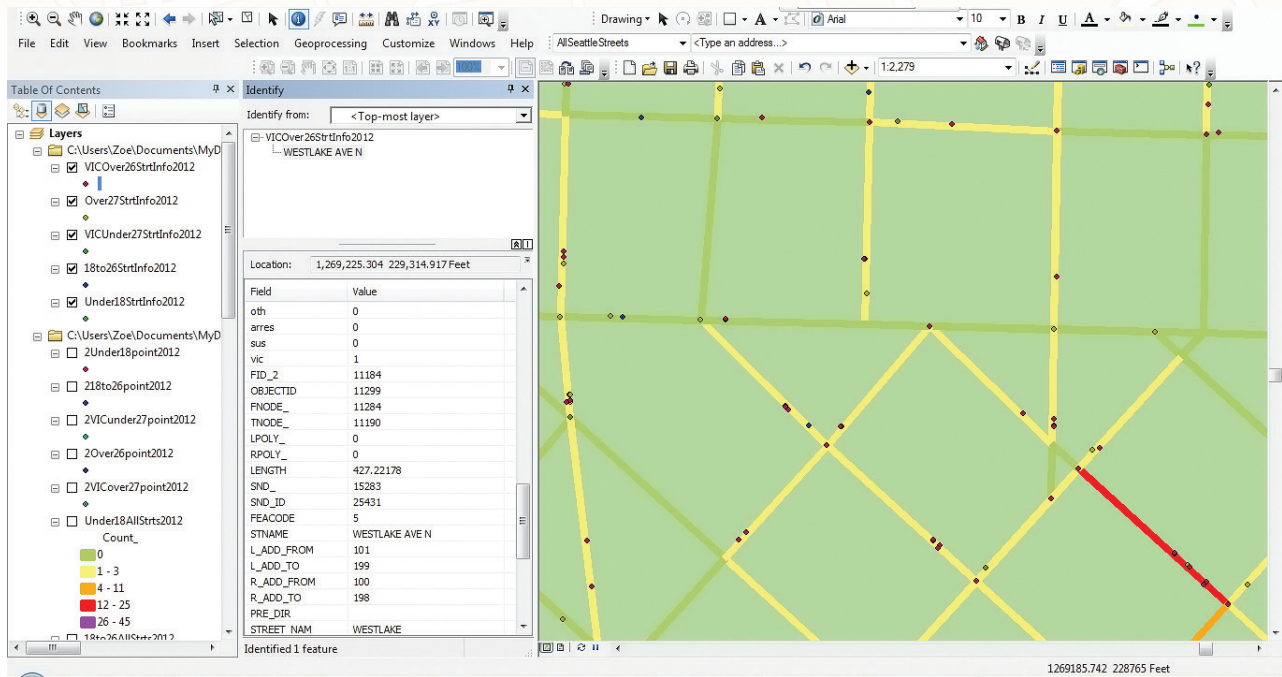 Drawing
Arial
10
B I U A
File Edit View Bookmarks Insert Selection Geoprocessing Customize Windows Help
AllSeattleStreets
<Type an address...>
100%
1:2,279
Table Of Contents
Layers
C:\Users\Zoe\Documents\MyD
VICOver26StrtInfo2012
Over27StrtInfo2012
VICUnder27StrtInfo2012
18to26StrtInfo2012
Under18StrtInfo2012
C:\Users\Zoe\Documents\MyD
2Under18point2012
218to26point2012
2VICunder27point2012
2Over26point2012
2VICover27point2012
Under18AllStrts2012
Count_
0
1 - 3
4 - 11
12 - 25
26 - 45
18to26AllStrts2012
Identify
Identify from: <Top-most layer>
VICOver26StrtInfo2012
WESTLAKE AVE N
Location: 1,269,225.304 229,314.917 Feet
Field Value
oth 0
arres 0
sus 0
vic 1
FID_2 11184
OBJECTID 11299
FNODE_ 11284
TNODE_ 11190
LPOLY_ 0
RPOLY_ 0
LENGTH 427.22178
SND_ 15283
SND_ID 25431
FEACODE 5
STNAME WESTLAKE AVE N
L_ADD_FROM 101
L_ADD_TO 199
R_ADD_FROM 100
R_ADD_TO 198
PRE_DIR
STREET_NAM WESTLAKE
Identified 1 feature
1269185.742 228765 Feet